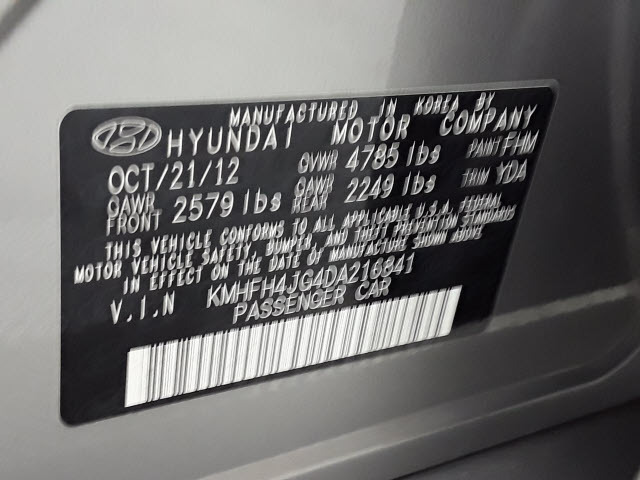 MANUFACTURED IN KOREA BY
HYUNDAI MOTOR COMPANY
OCT/21/12 GVWR 4785 lbs PAINT FHM
GAWR FRONT 2579 lbs GAWR REAR 2249 lbs TRIM YDA
THIS VEHICLE CONFORMS TO ALL APPLICABLE U.S.A. FEDERAL
MOTOR VEHICLE SAFETY, BUMPER, AND THEFT PREVENTION STANDARDS
IN EFFECT ON THE DATE OF MANUFACTURE SHOWN ABOVE
V.I.N KMHFH4JG4DA216841
PASSENGER CAR